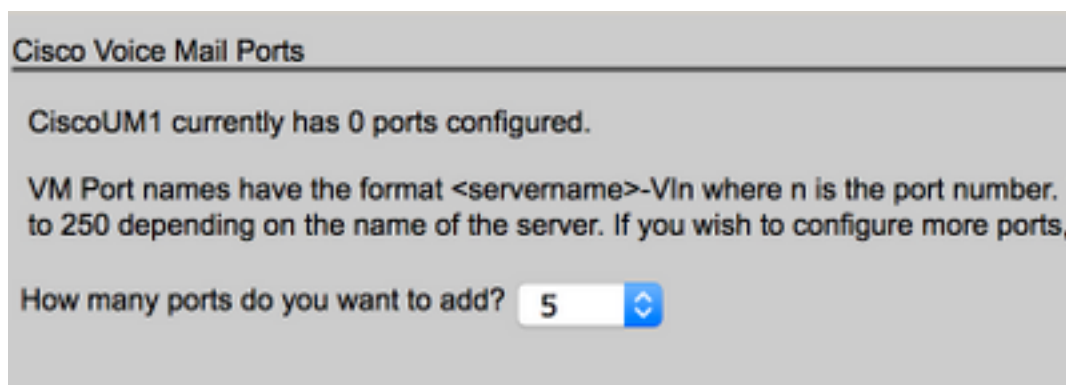 Cisco Voice Mail Ports
CiscoUM1 currently has 0 ports configured.
VM Port names have the format <servername>-VIn where n is the port number.
to 250 depending on the name of the server. If you wish to configure more ports,
How many ports do you want to add? 5